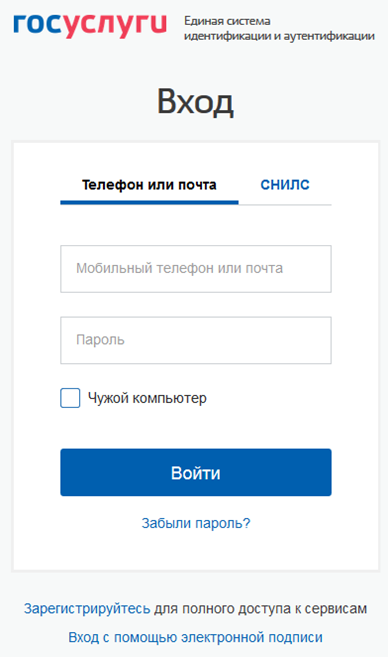 госуслуги
Единая система
идентификации и аутентификации
Вход
Телефон или почта
СНИЛС
Мобильный телефон или почта
Пароль
Чужой компьютер
Войти
Забыли пароль?
Зарегистрируйтесь для полного доступа к сервисам
Вход с помощью электронной подписи